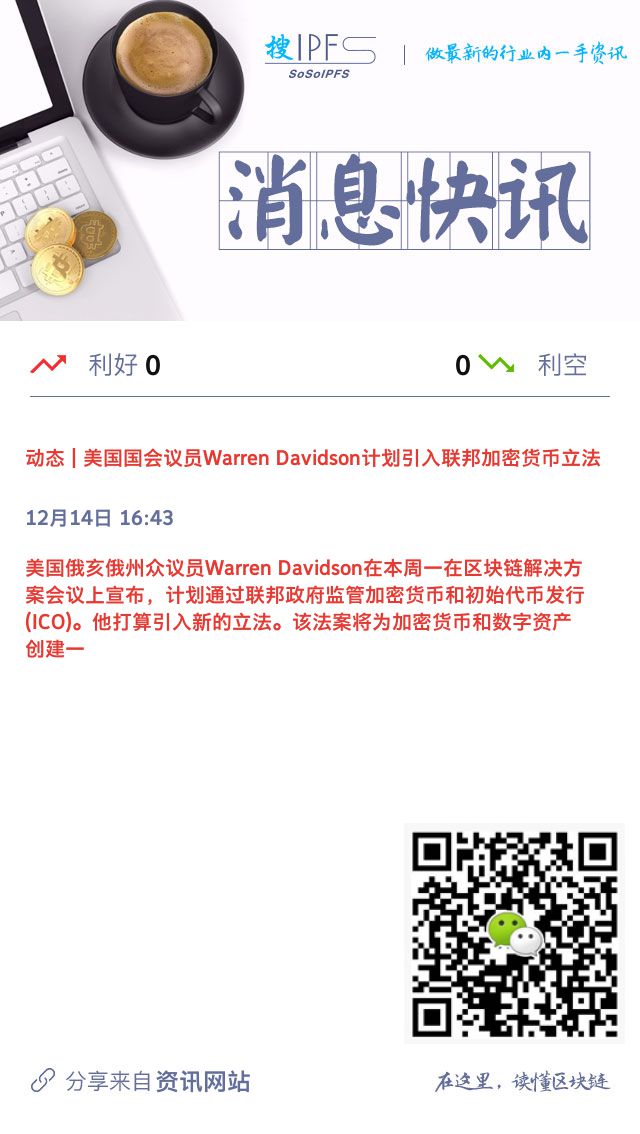 搜IPFS
SoSoIPFS
做最新的行业内一手资讯
消息快讯
利好 0
0 利空
动态 | 美国国会议员Warren Davidson计划引入联邦加密货币立法
12月14日 16:43
美国俄亥俄州众议员Warren Davidson在本周一在区块链解决方
案会议上宣布，计划通过联邦政府监管加密货币和初始代币发行
(ICO)。他打算引入新的立法。该法案将为加密货币和数字资产
创建一
分享来自资讯网站
在这里，读懂区块链